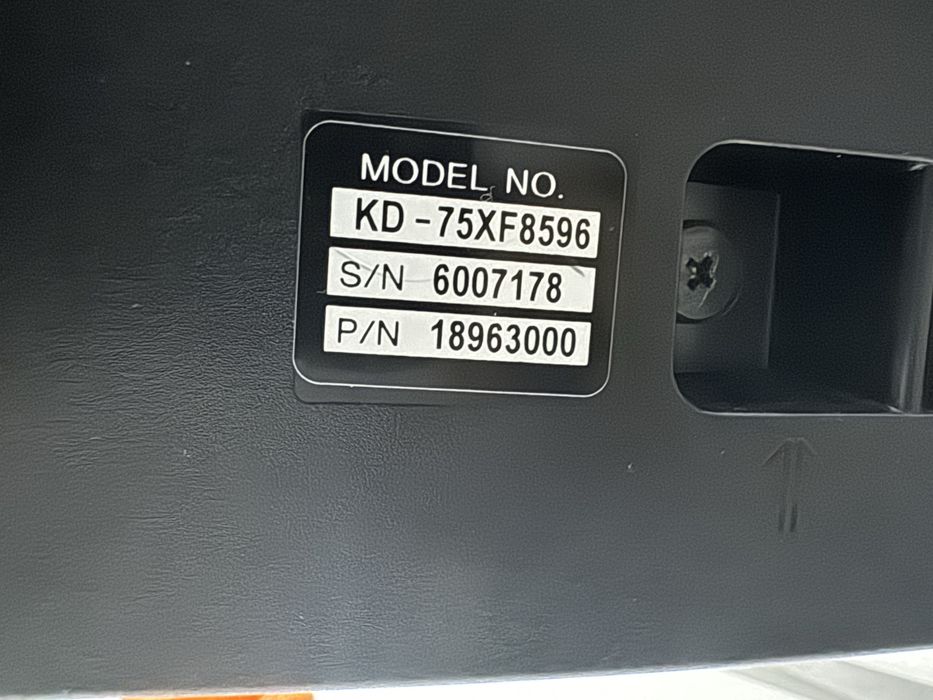 MODEL NO.
KD-75XF8596
S/N 6007178
P/N 18963000